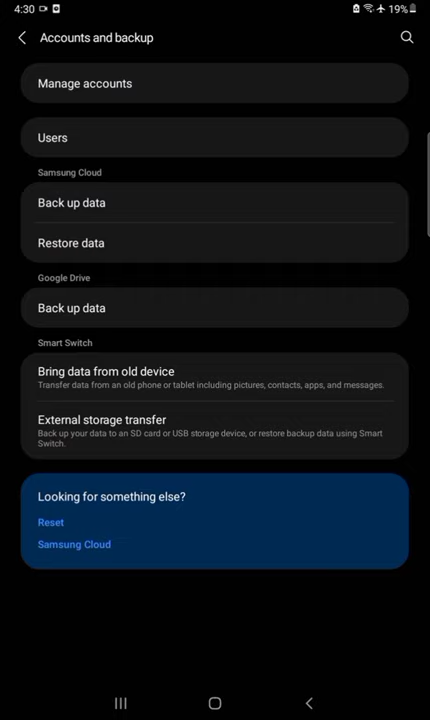 4:30
19%
Accounts and backup
Manage accounts
Users
Samsung Cloud
Back up data
Restore data
Google Drive
Back up data
Smart Switch
Bring data from old device
Transfer data from an old phone or tablet including pictures, contacts, apps, and messages.
External storage transfer
Back up your data to an SD card or USB storage device, or restore backup data using Smart
Switch.
Looking for something else?
Reset
Samsung Cloud